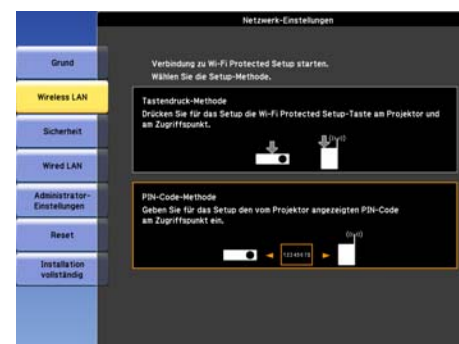 Netzwerk-Einstellungen
Grund
Wireless LAN
Sicherheit
Wired LAN
Administrator-
Einstellungen
Reset
Installation
vollständig
Verbindung zu Wi-Fi Protected Setup starten.
Wählen Sie die Setup-Methode.
Tastendruck-Methode
Drücken Sie für das Setup die Wi-Fi Protected Setup-Taste am Projektor und
am Zugriffspunkt.
PIN-Code-Methode
Geben Sie für das Setup den vom Projektor angezeigten PIN-Code
am Zugriffspunkt ein.